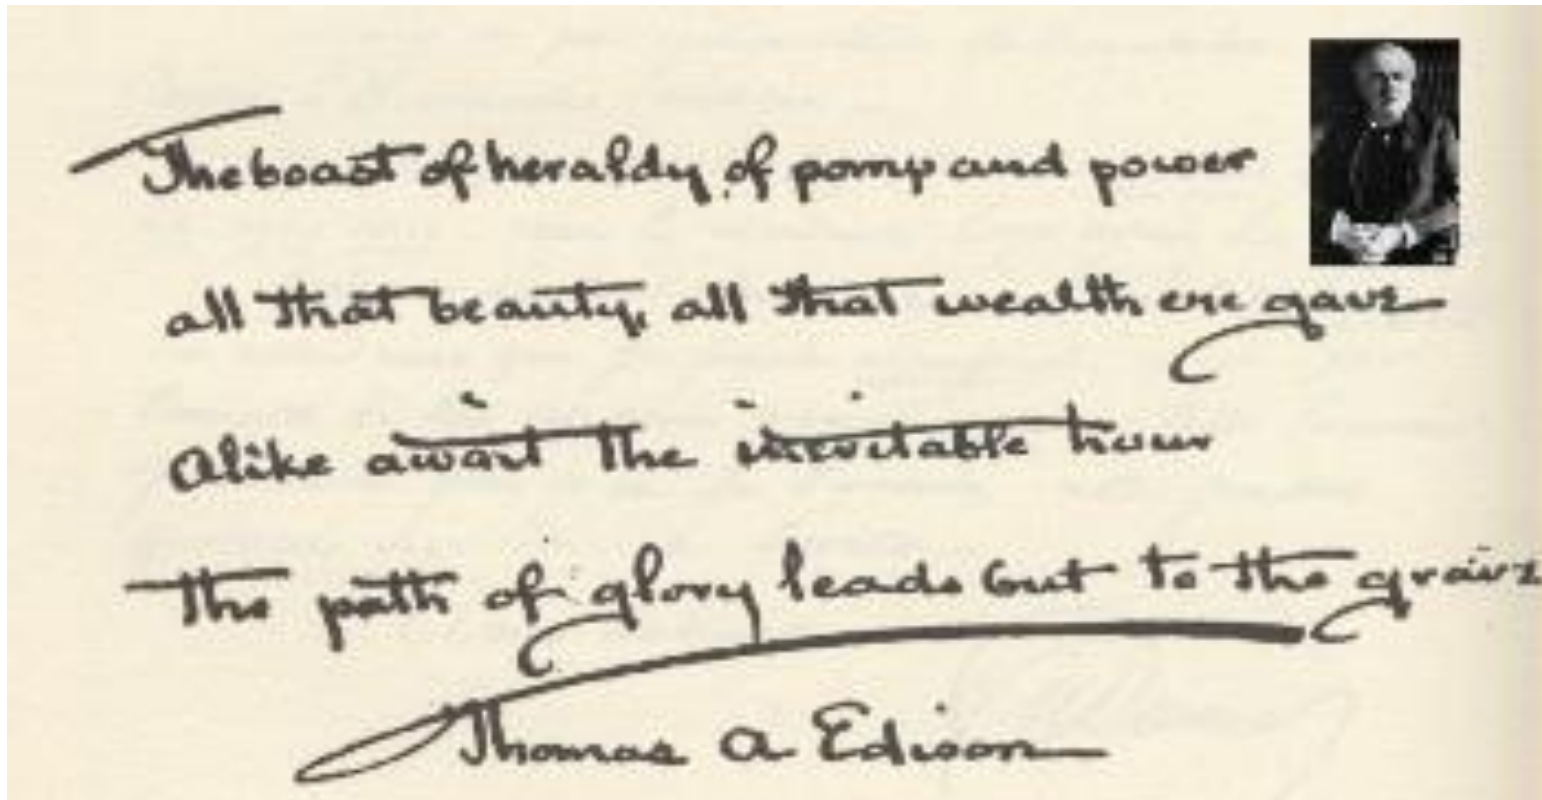 The boast of heraldy of pomp and power
all that beauty, all that wealth ere gave
Alike await the inevitable hour
The path of glory leads but to the grave
Thomas A Edison